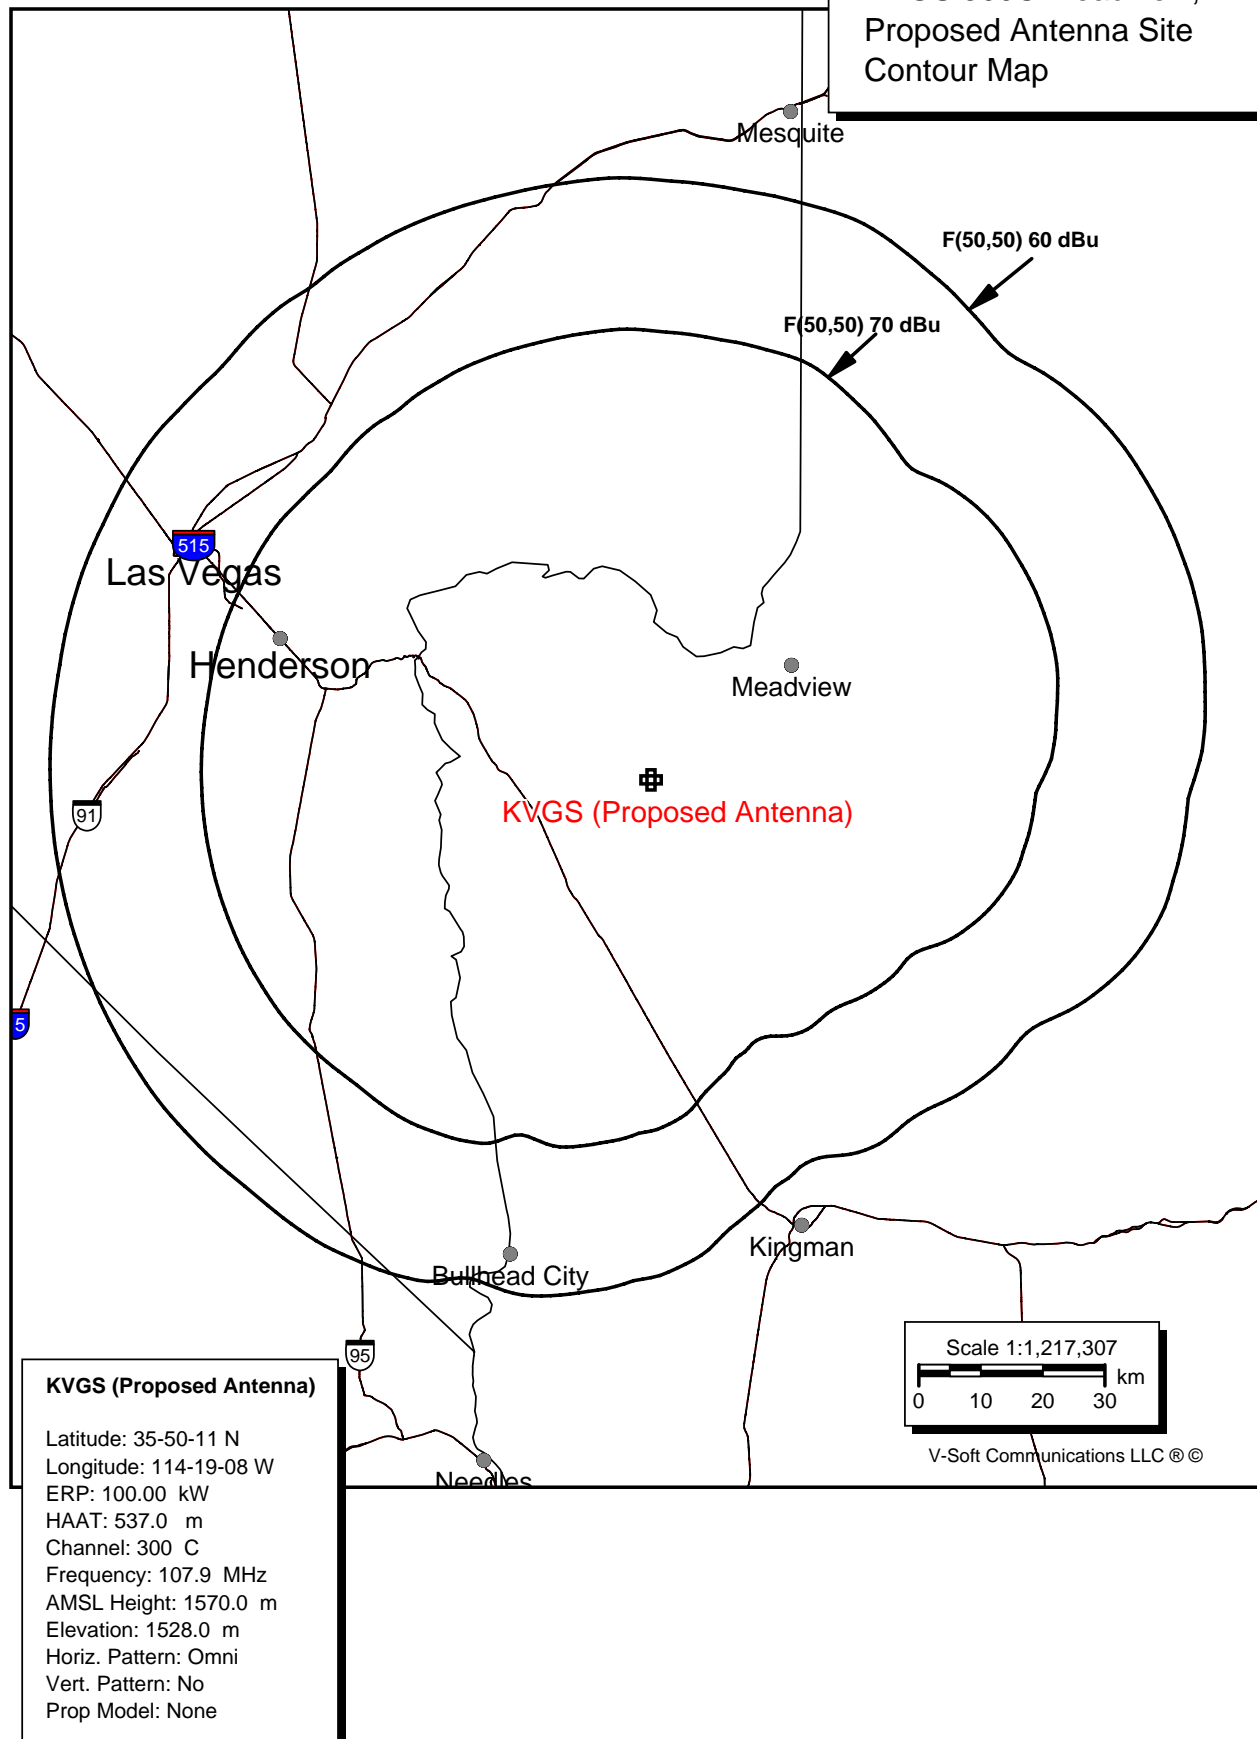 Proposed Antenna Site
Contour Map
Mesquite
F(50,50) 60 dBu
F(50,50) 70 dBu
515
Las Vegas
Henderson
Meadview
KVGS (Proposed Antenna)
91
5
Kingman
Bullhead City
95
Needles
Scale 1:1,217,307
km
0 10 20 30
V-Soft Communications LLC ® ©
KVGS (Proposed Antenna)
Latitude: 35-50-11 N
Longitude: 114-19-08 W
ERP: 100.00 kW
HAAT: 537.0 m
Channel: 300 C
Frequency: 107.9 MHz
AMSL Height: 1570.0 m
Elevation: 1528.0 m
Horiz. Pattern: Omni
Vert. Pattern: No
Prop Model: None